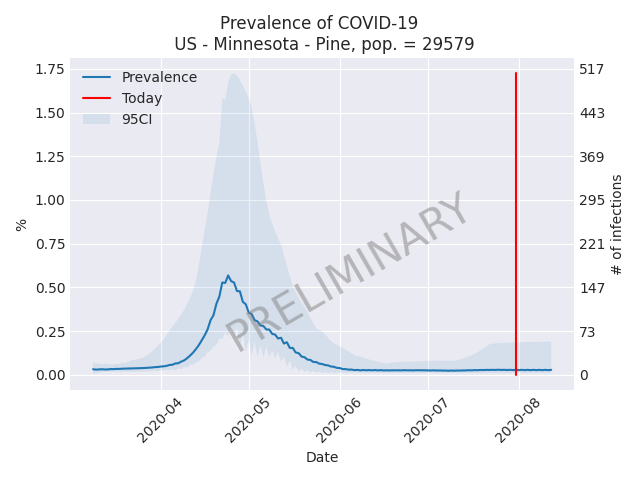 Prevalence of COVID-19
US - Minnesota - Pine, pop. = 29579
Prevalence
Today
95CI
1.75
1.50
1.25
1.00
0.75
0.50
0.25
0.00
%
517
443
369
295
221
147
73
0
# of infections
PRELIMINARY
2020-04
2020-05
2020-06
2020-07
2020-08
Date